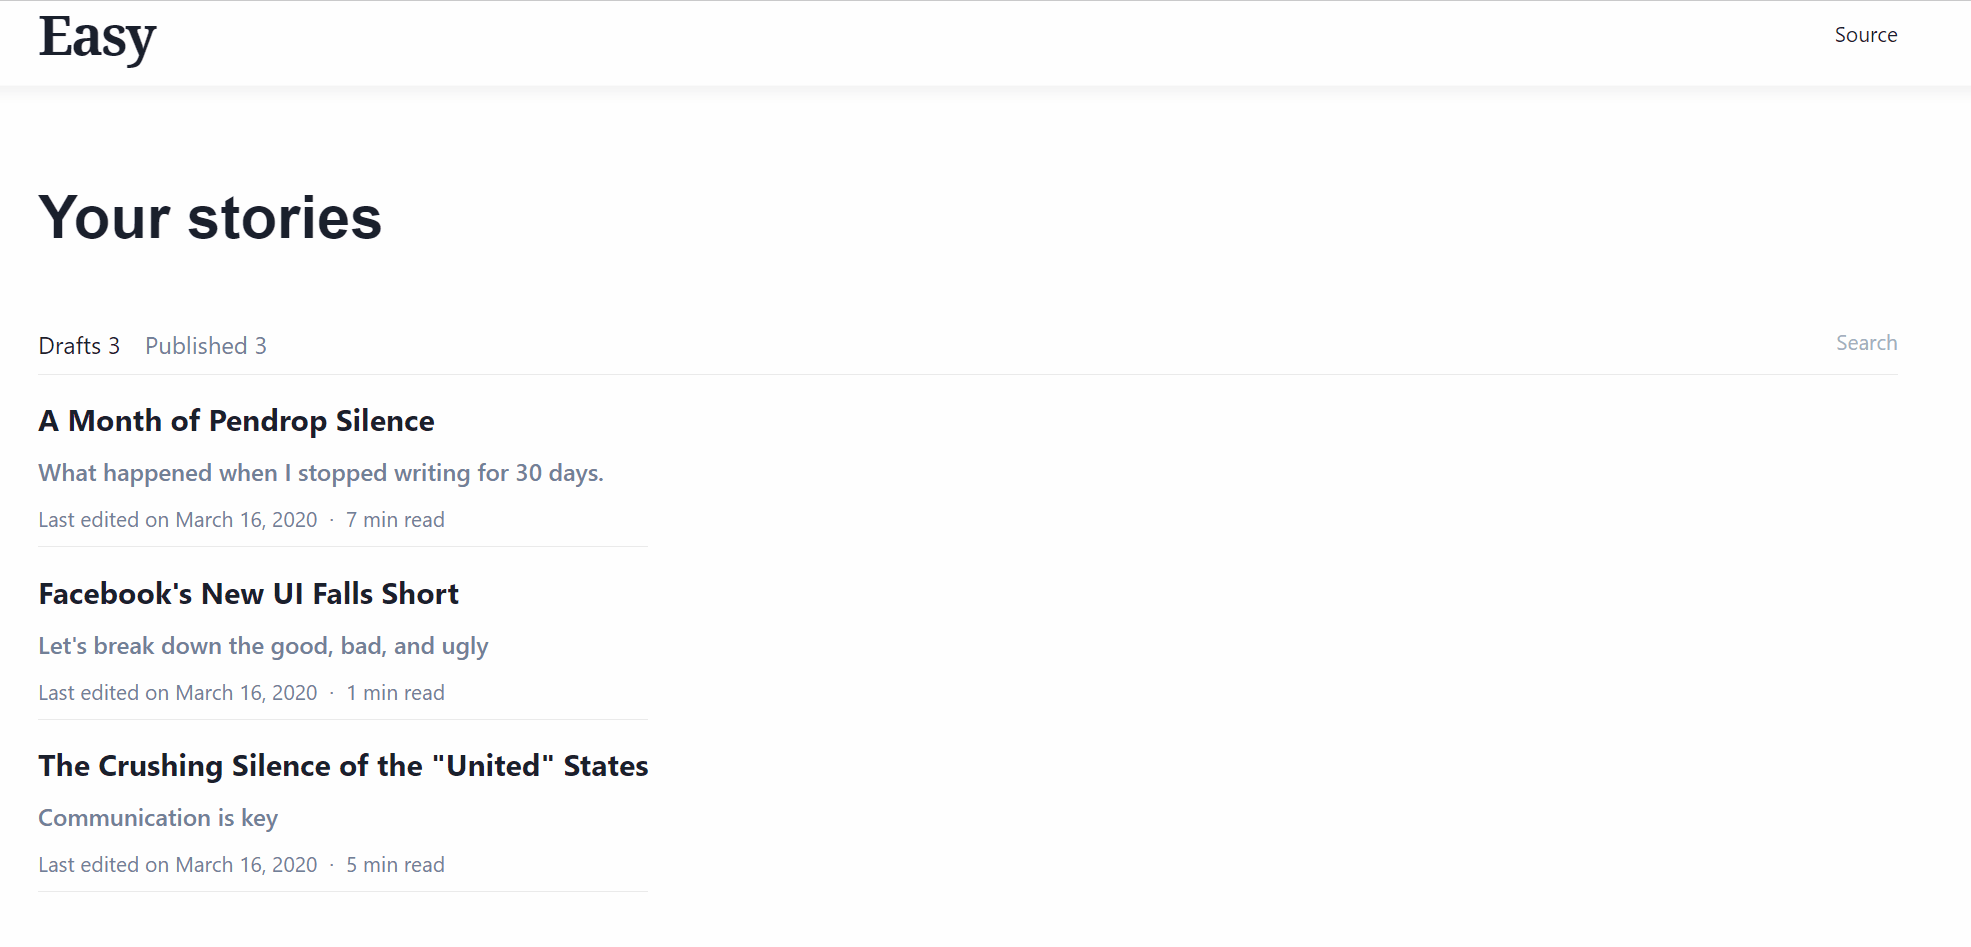 Easy
Source
Your stories
Drafts 3 Published 3
Search
A Month of Pendrop Silence
What happened when I stopped writing for 30 days.
Last edited on March 16, 2020 · 7 min read
Facebook's New UI Falls Short
Let's break down the good, bad, and ugly
Last edited on March 16, 2020 · 1 min read
The Crushing Silence of the "United" States
Communication is key
Last edited on March 16, 2020 · 5 min read